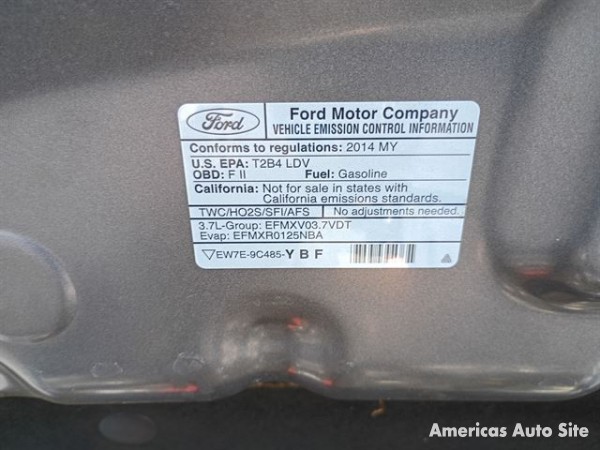 Ford
Ford Motor Company
VEHICLE EMISSION CONTROL INFORMATION
Conforms to regulations: 2014 MY
U.S. EPA: T2B4 LDV
OBD: F II Fuel: Gasoline
California: Not for sale in states with
California emissions standards.
TWC/HO2S/SFI/AFS No adjustments needed.
3.7L-Group: EFMXV03.7VDT
Evap: EFMXR0125NBA
EW7E-9C485-Y B F
Americas Auto Site